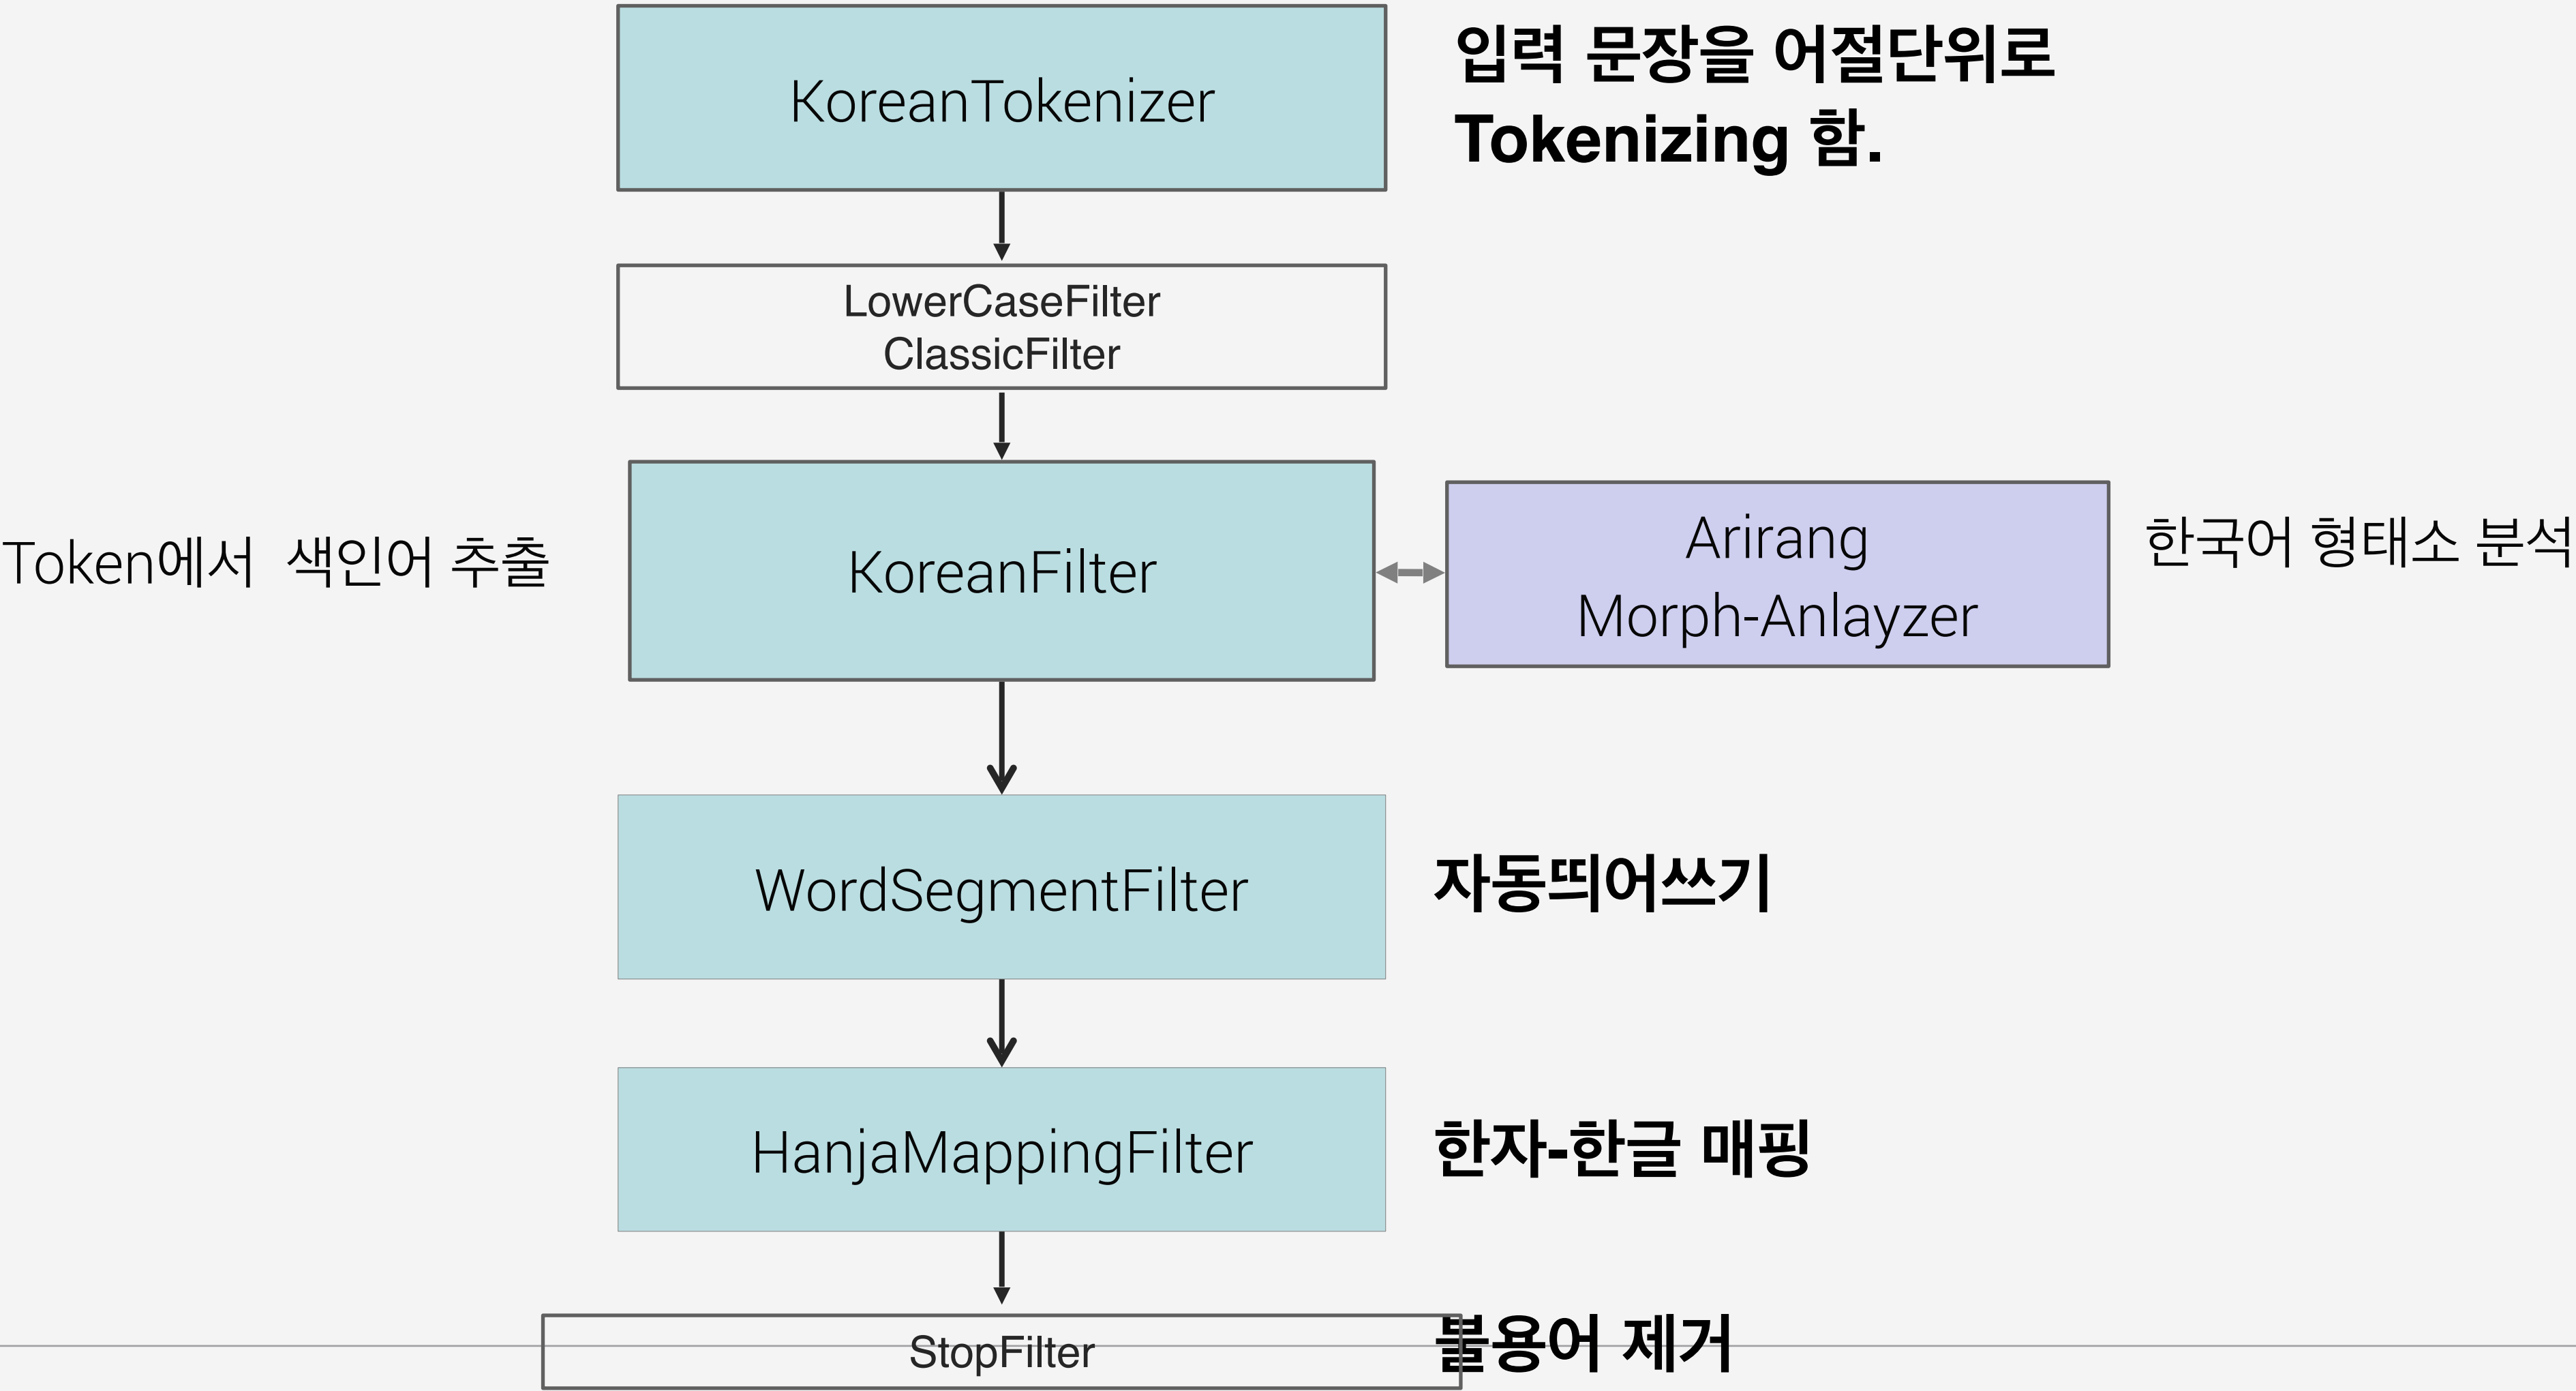 KoreanTokenizer
입력 문장을 어절단위로
Tokenizing 함.
LowerCaseFilter
ClassicFilter
Token에서 색인어 추출
KoreanFilter
Arirang
Morph-Anlayzer
한국어 형태소 분석
WordSegmentFilter
자동띄어쓰기
HanjaMappingFilter
한자-한글 매핑
StopFilter
불용어 제거